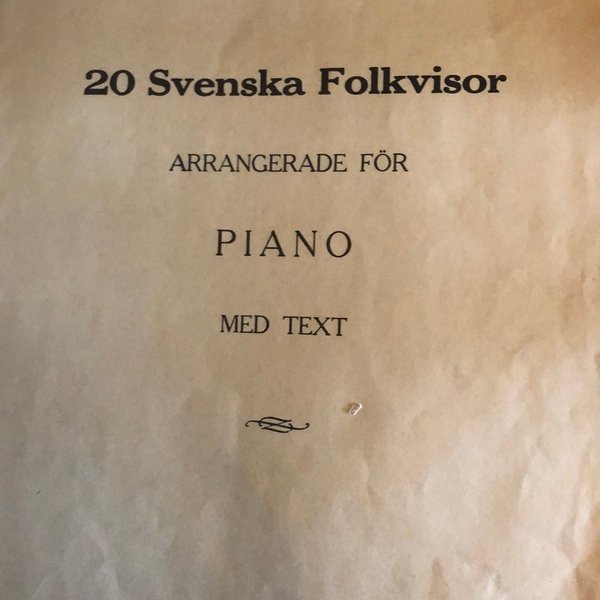 20 Svenska Folkvisor
ARRANGERADE FÖR
PIANO
MED TEXT